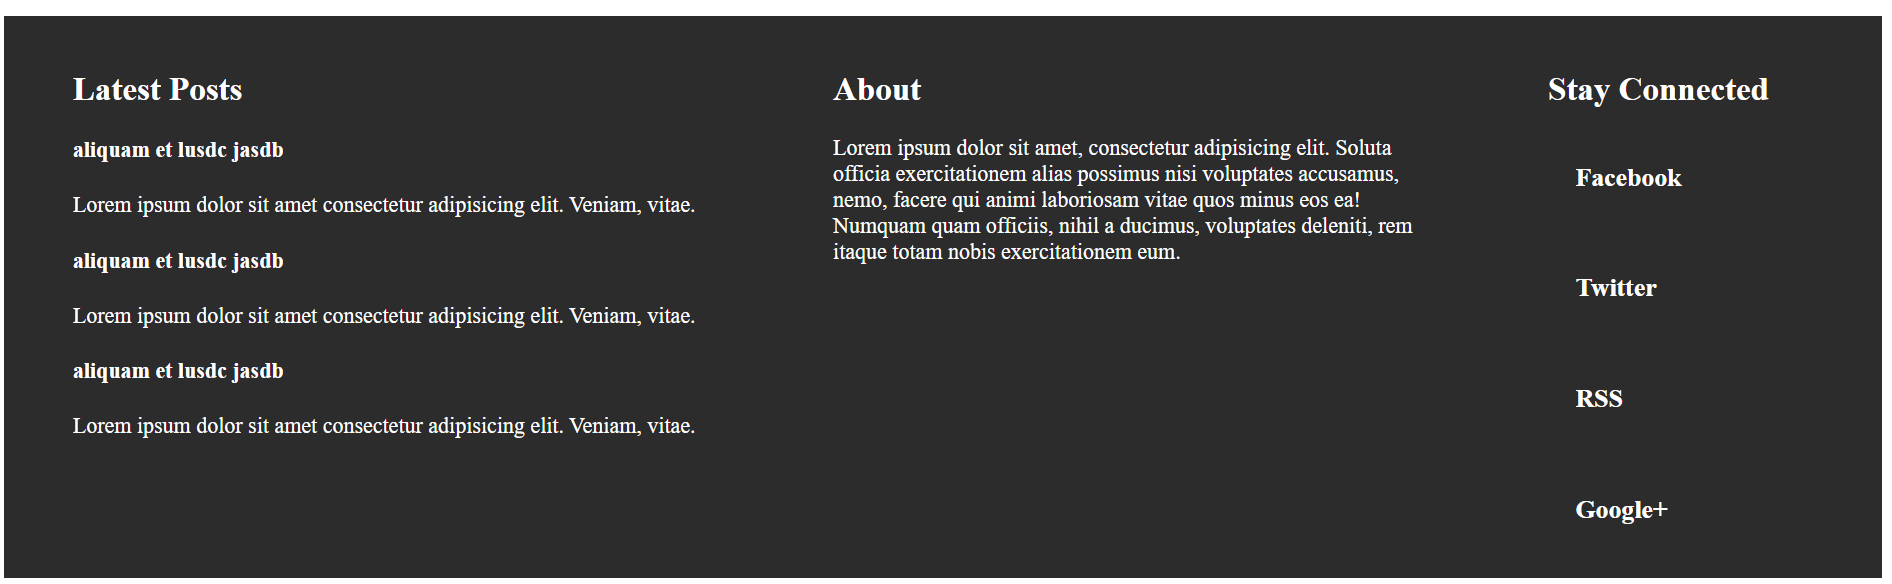 Latest Posts
aliquam et lusdc jasdb
Lorem ipsum dolor sit amet consectetur adipisicing elit. Veniam, vitae.
aliquam et lusdc jasdb
Lorem ipsum dolor sit amet consectetur adipisicing elit. Veniam, vitae.
aliquam et lusdc jasdb
Lorem ipsum dolor sit amet consectetur adipisicing elit. Veniam, vitae.
About
Lorem ipsum dolor sit amet, consectetur adipisicing elit. Soluta
officia exercitationem alias possimus nisi voluptates accusamus,
nemo, facere qui animi laboriosam vitae quos minus eos ea!
Numquam quam officiis, nihil a ducimus, voluptates deleniti, rem
itaque totam nobis exercitationem eum.
Stay Connected
Facebook
Twitter
RSS
Google+